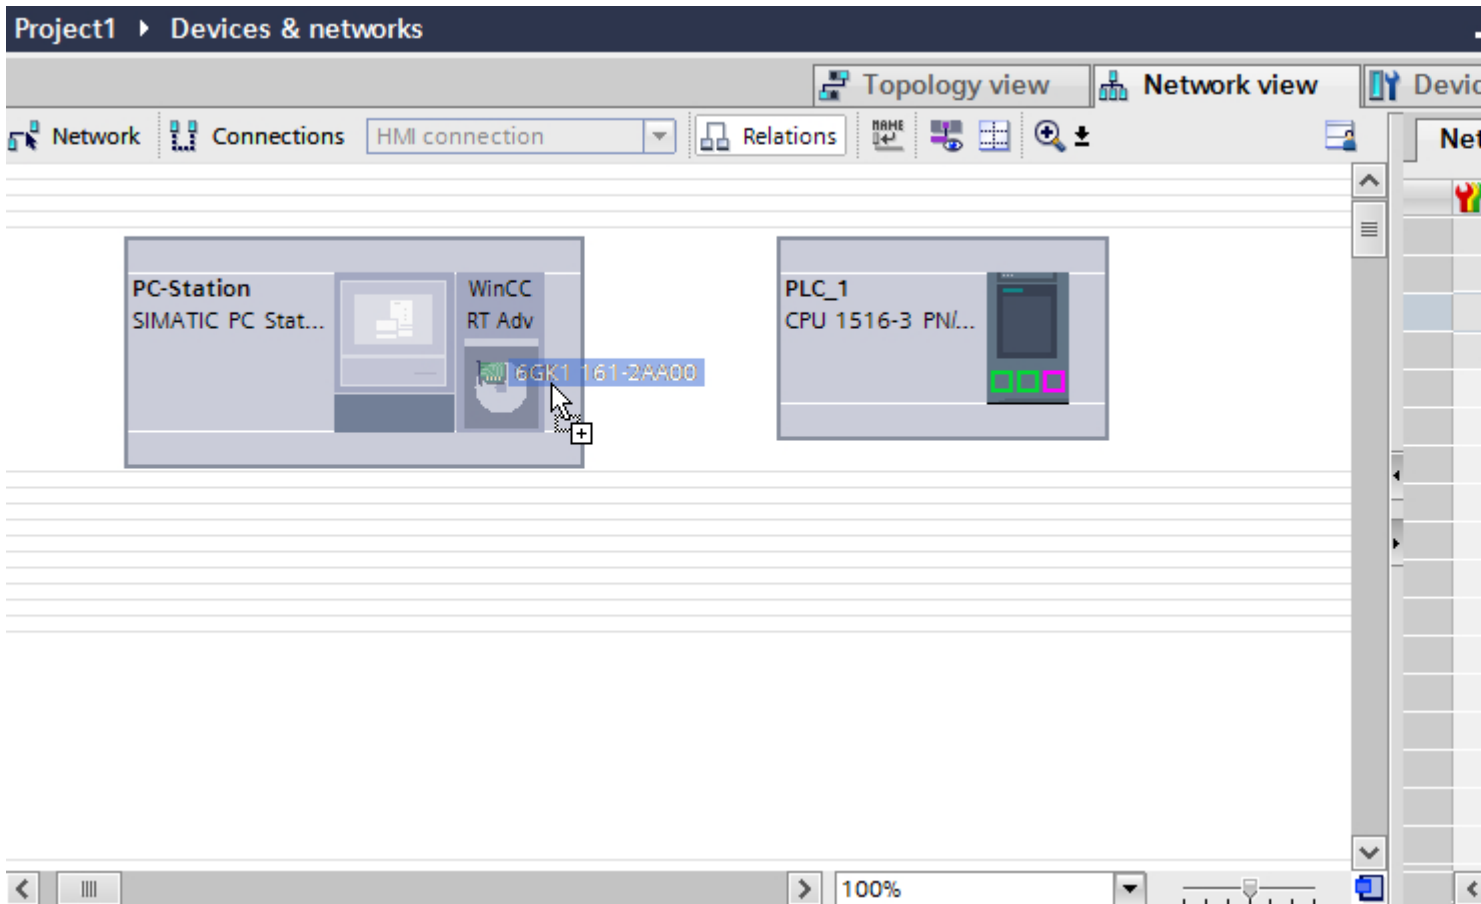 Project1 ▸ Devices & networks
Topology view Network view Devic
Network Connections HMI connection Relations NAME Net
PC-Station WinCC
SIMATIC PC Stat... RT Adv
PLC_1
CPU 1516-3 PN/...
6GK1 161-2AA00
100%